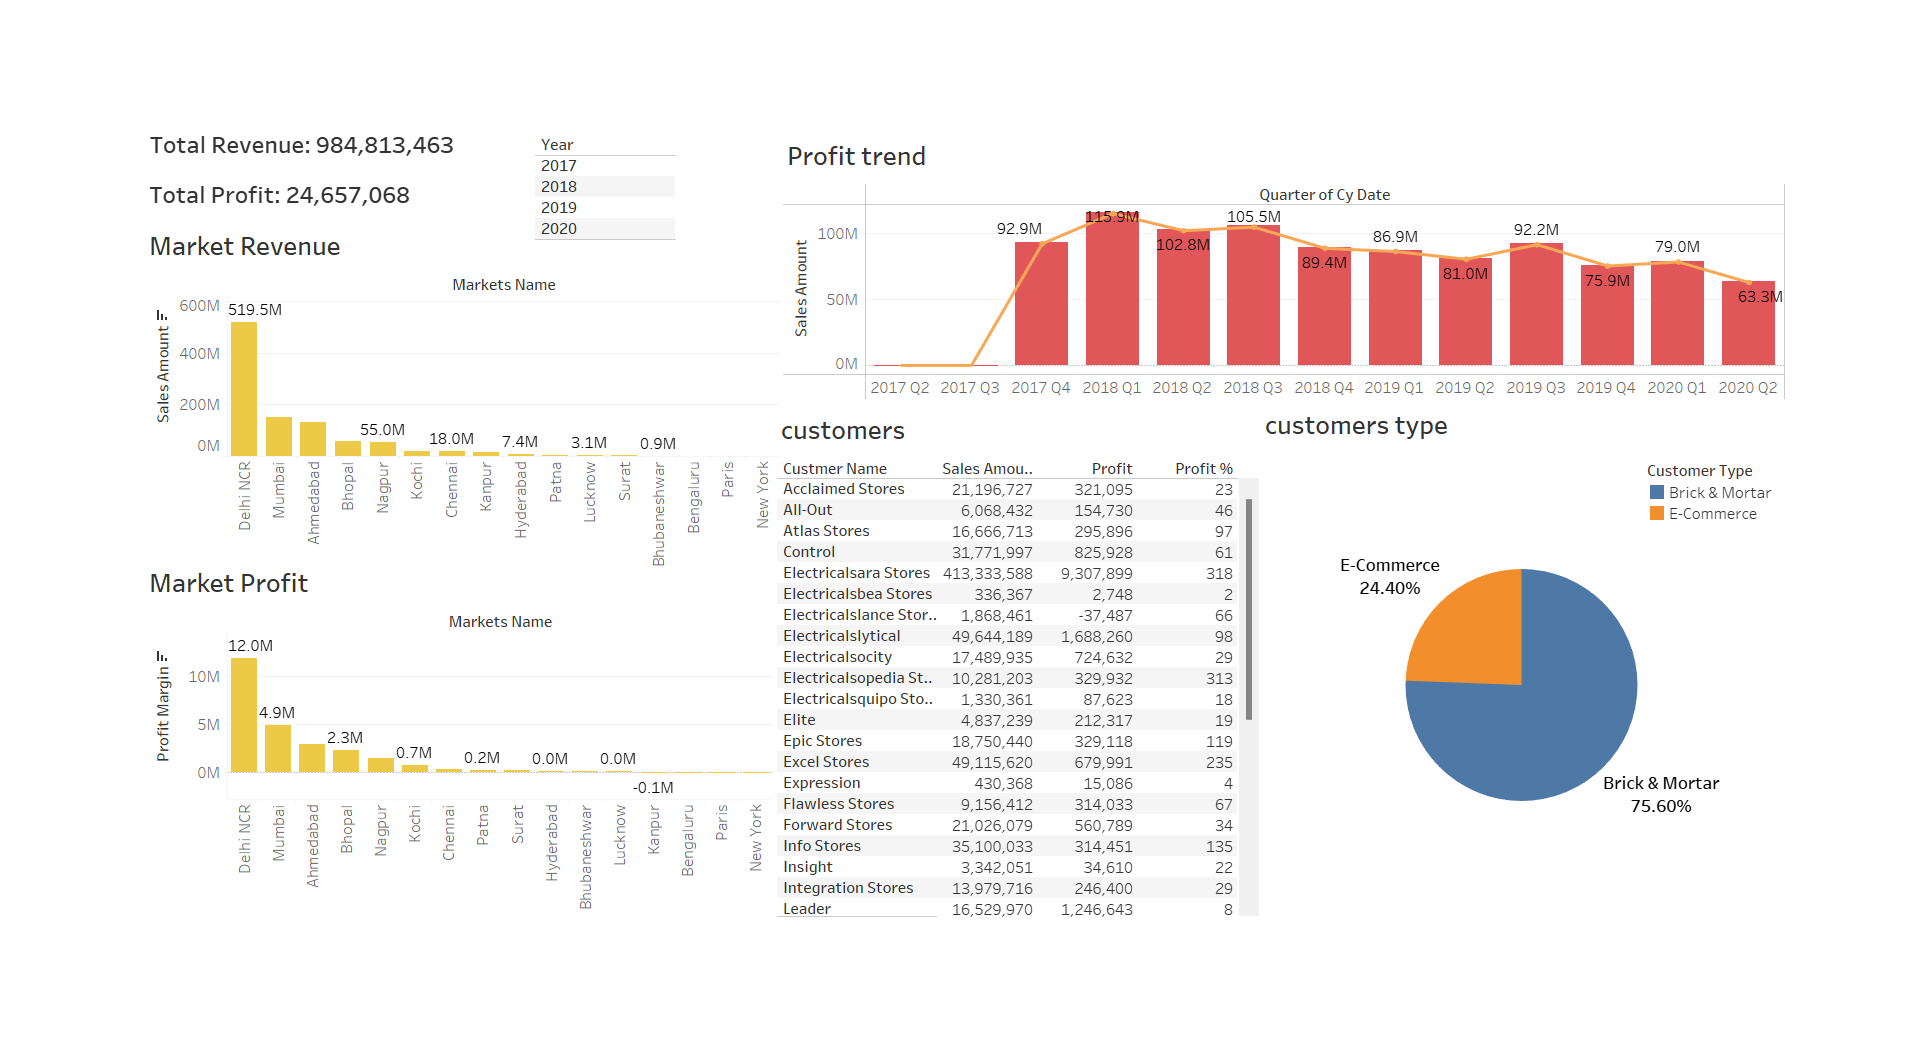 Total Revenue: 984,813,463
Total Profit: 24,657,068
Year
2017
2018
2019
2020
Market Revenue
Markets Name
Sales Amount
600M
400M
200M
0M
519.5M
55.0M
18.0M
7.4M
3.1M
0.9M
Delhi NCR
Mumbai
Ahmedabad
Bhopal
Nagpur
Kochi
Chennai
Kanpur
Hyderabad
Patna
Lucknow
Surat
Bhubaneshwar
Bengaluru
Paris
New York
Market Profit
Markets Name
Profit Margin
10M
5M
0M
12.0M
4.9M
2.3M
0.7M
0.2M
0.0M
0.0M
-0.1M
Delhi NCR
Mumbai
Ahmedabad
Bhopal
Nagpur
Kochi
Chennai
Patna
Surat
Hyderabad
Bhubaneshwar
Lucknow
Kanpur
Bengaluru
Paris
New York
Profit trend
Quarter of Cy Date
Sales Amount
100M
50M
0M
92.9M
115.9M
102.8M
105.5M
89.4M
86.9M
81.0M
92.2M
75.9M
79.0M
63.3M
2017 Q2 2017 Q3 2017 Q4 2018 Q1 2018 Q2 2018 Q3 2018 Q4 2019 Q1 2019 Q2 2019 Q3 2019 Q4 2020 Q1 2020 Q2
customers
Custmer Name Sales Amou.. Profit Profit %
Acclaimed Stores 21,196,727 321,095 23
All-Out 6,068,432 154,730 46
Atlas Stores 16,666,713 295,896 97
Control 31,771,997 825,928 61
Electricalsara Stores 413,333,588 9,307,899 318
Electricalsbea Stores 336,367 2,748 2
Electricalslance Stor.. 1,868,461 -37,487 66
Electricalslytical 49,644,189 1,688,260 98
Electricalsocity 17,489,935 724,632 29
Electricalsopedia St.. 10,281,203 329,932 313
Electricalsquipo Sto.. 1,330,361 87,623 18
Elite 4,837,239 212,317 19
Epic Stores 18,750,440 329,118 119
Excel Stores 49,115,620 679,991 235
Expression 430,368 15,086 4
Flawless Stores 9,156,412 314,033 67
Forward Stores 21,026,079 560,789 34
Info Stores 35,100,033 314,451 135
Insight 3,342,051 34,610 22
Integration Stores 13,979,716 246,400 29
Leader 16,529,970 1,246,643 8
customers type
Customer Type
Brick & Mortar
E-Commerce
E-Commerce
24.40%
Brick & Mortar
75.60%